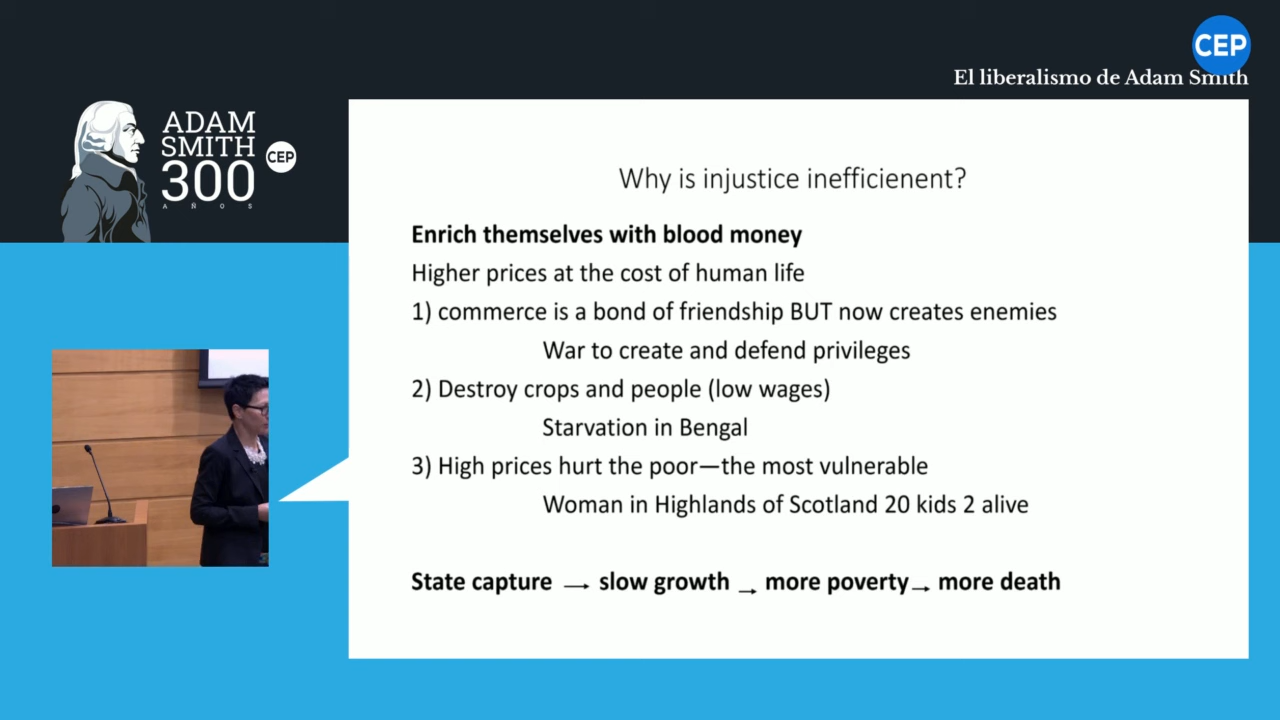 CEP
El liberalismo de Adam Smith
ADAM
SMITH
300
AÑOS
CEP
Why is injustice inefficienent?
Enrich themselves with blood money
Higher prices at the cost of human life
1) commerce is a bond of friendship BUT now creates enemies
War to create and defend privileges
2) Destroy crops and people (low wages)
Starvation in Bengal
3) High prices hurt the poor—the most vulnerable
Woman in Highlands of Scotland 20 kids 2 alive
State capture → slow growth → more poverty → more death